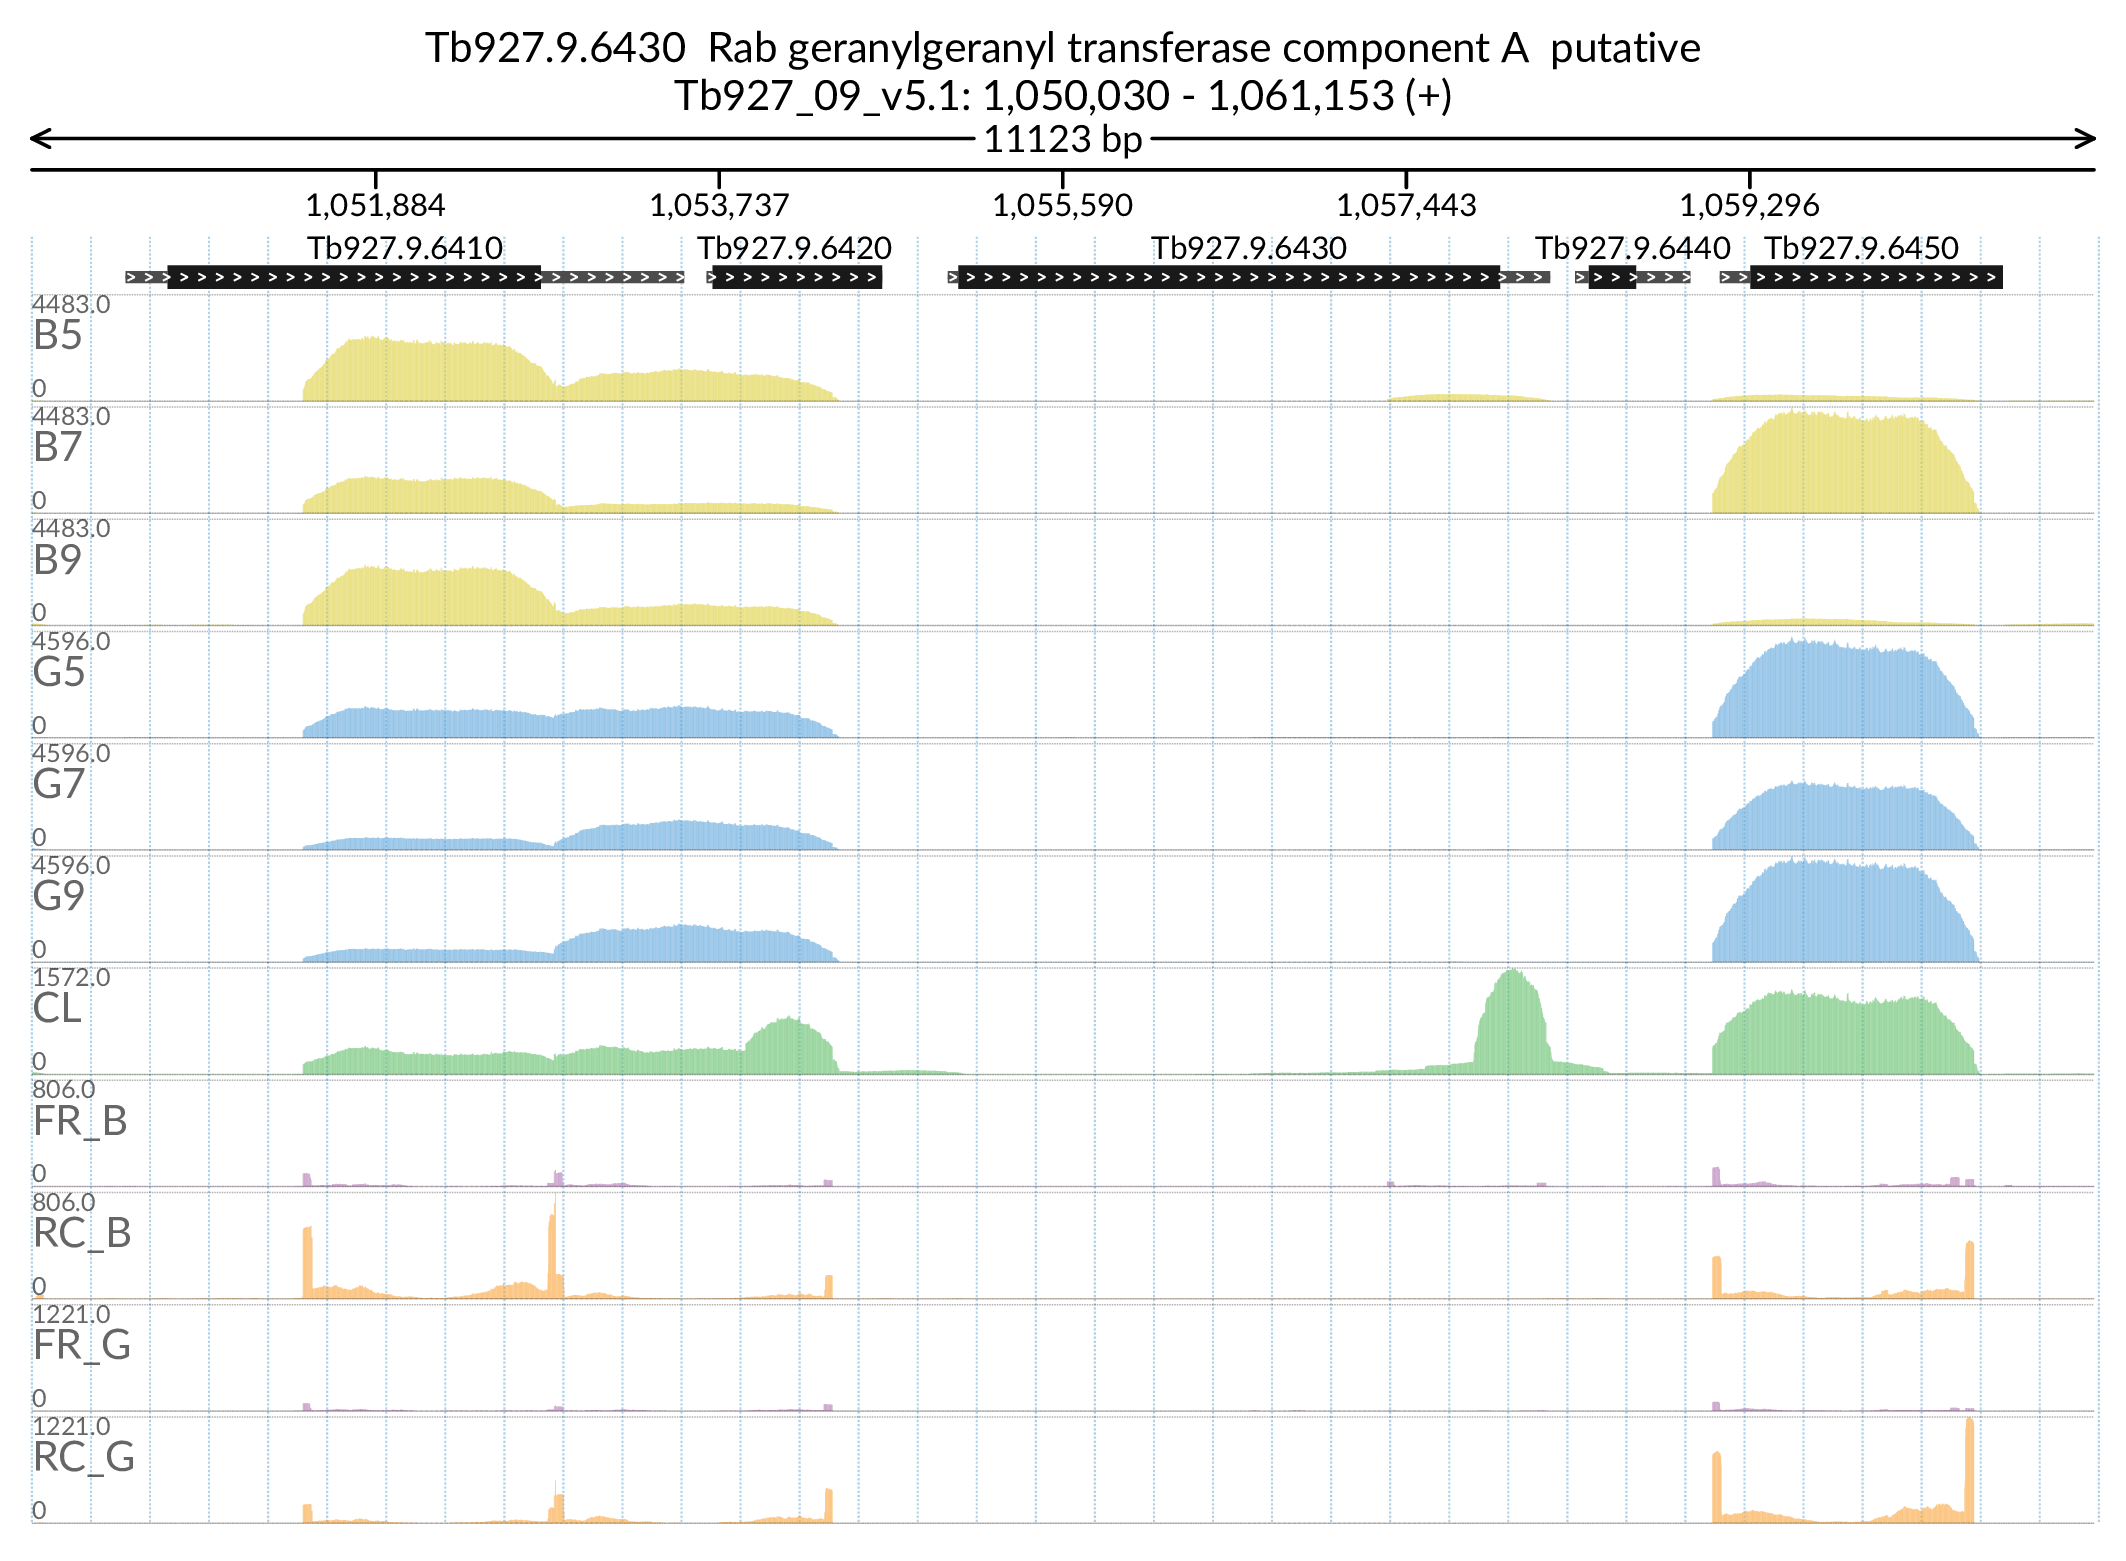 Tb927.9.6430 Rab geranylgeranyl transferase component A putative
Tb927_09_v5.1: 1,050,030 - 1,061,153 (+)
11123 bp
1,051,884 1,053,737 1,055,590 1,057,443 1,059,296
Tb927.9.6410 Tb927.9.6420 Tb927.9.6430 Tb927.9.6440 Tb927.9.6450
4483.0
B5
0
4483.0
B7
0
4483.0
B9
0
4596.0
G5
0
4596.0
G7
0
4596.0
G9
0
1572.0
CL
0
806.0
FR_B
0
806.0
RC_B
0
1221.0
FR_G
0
1221.0
RC_G
0